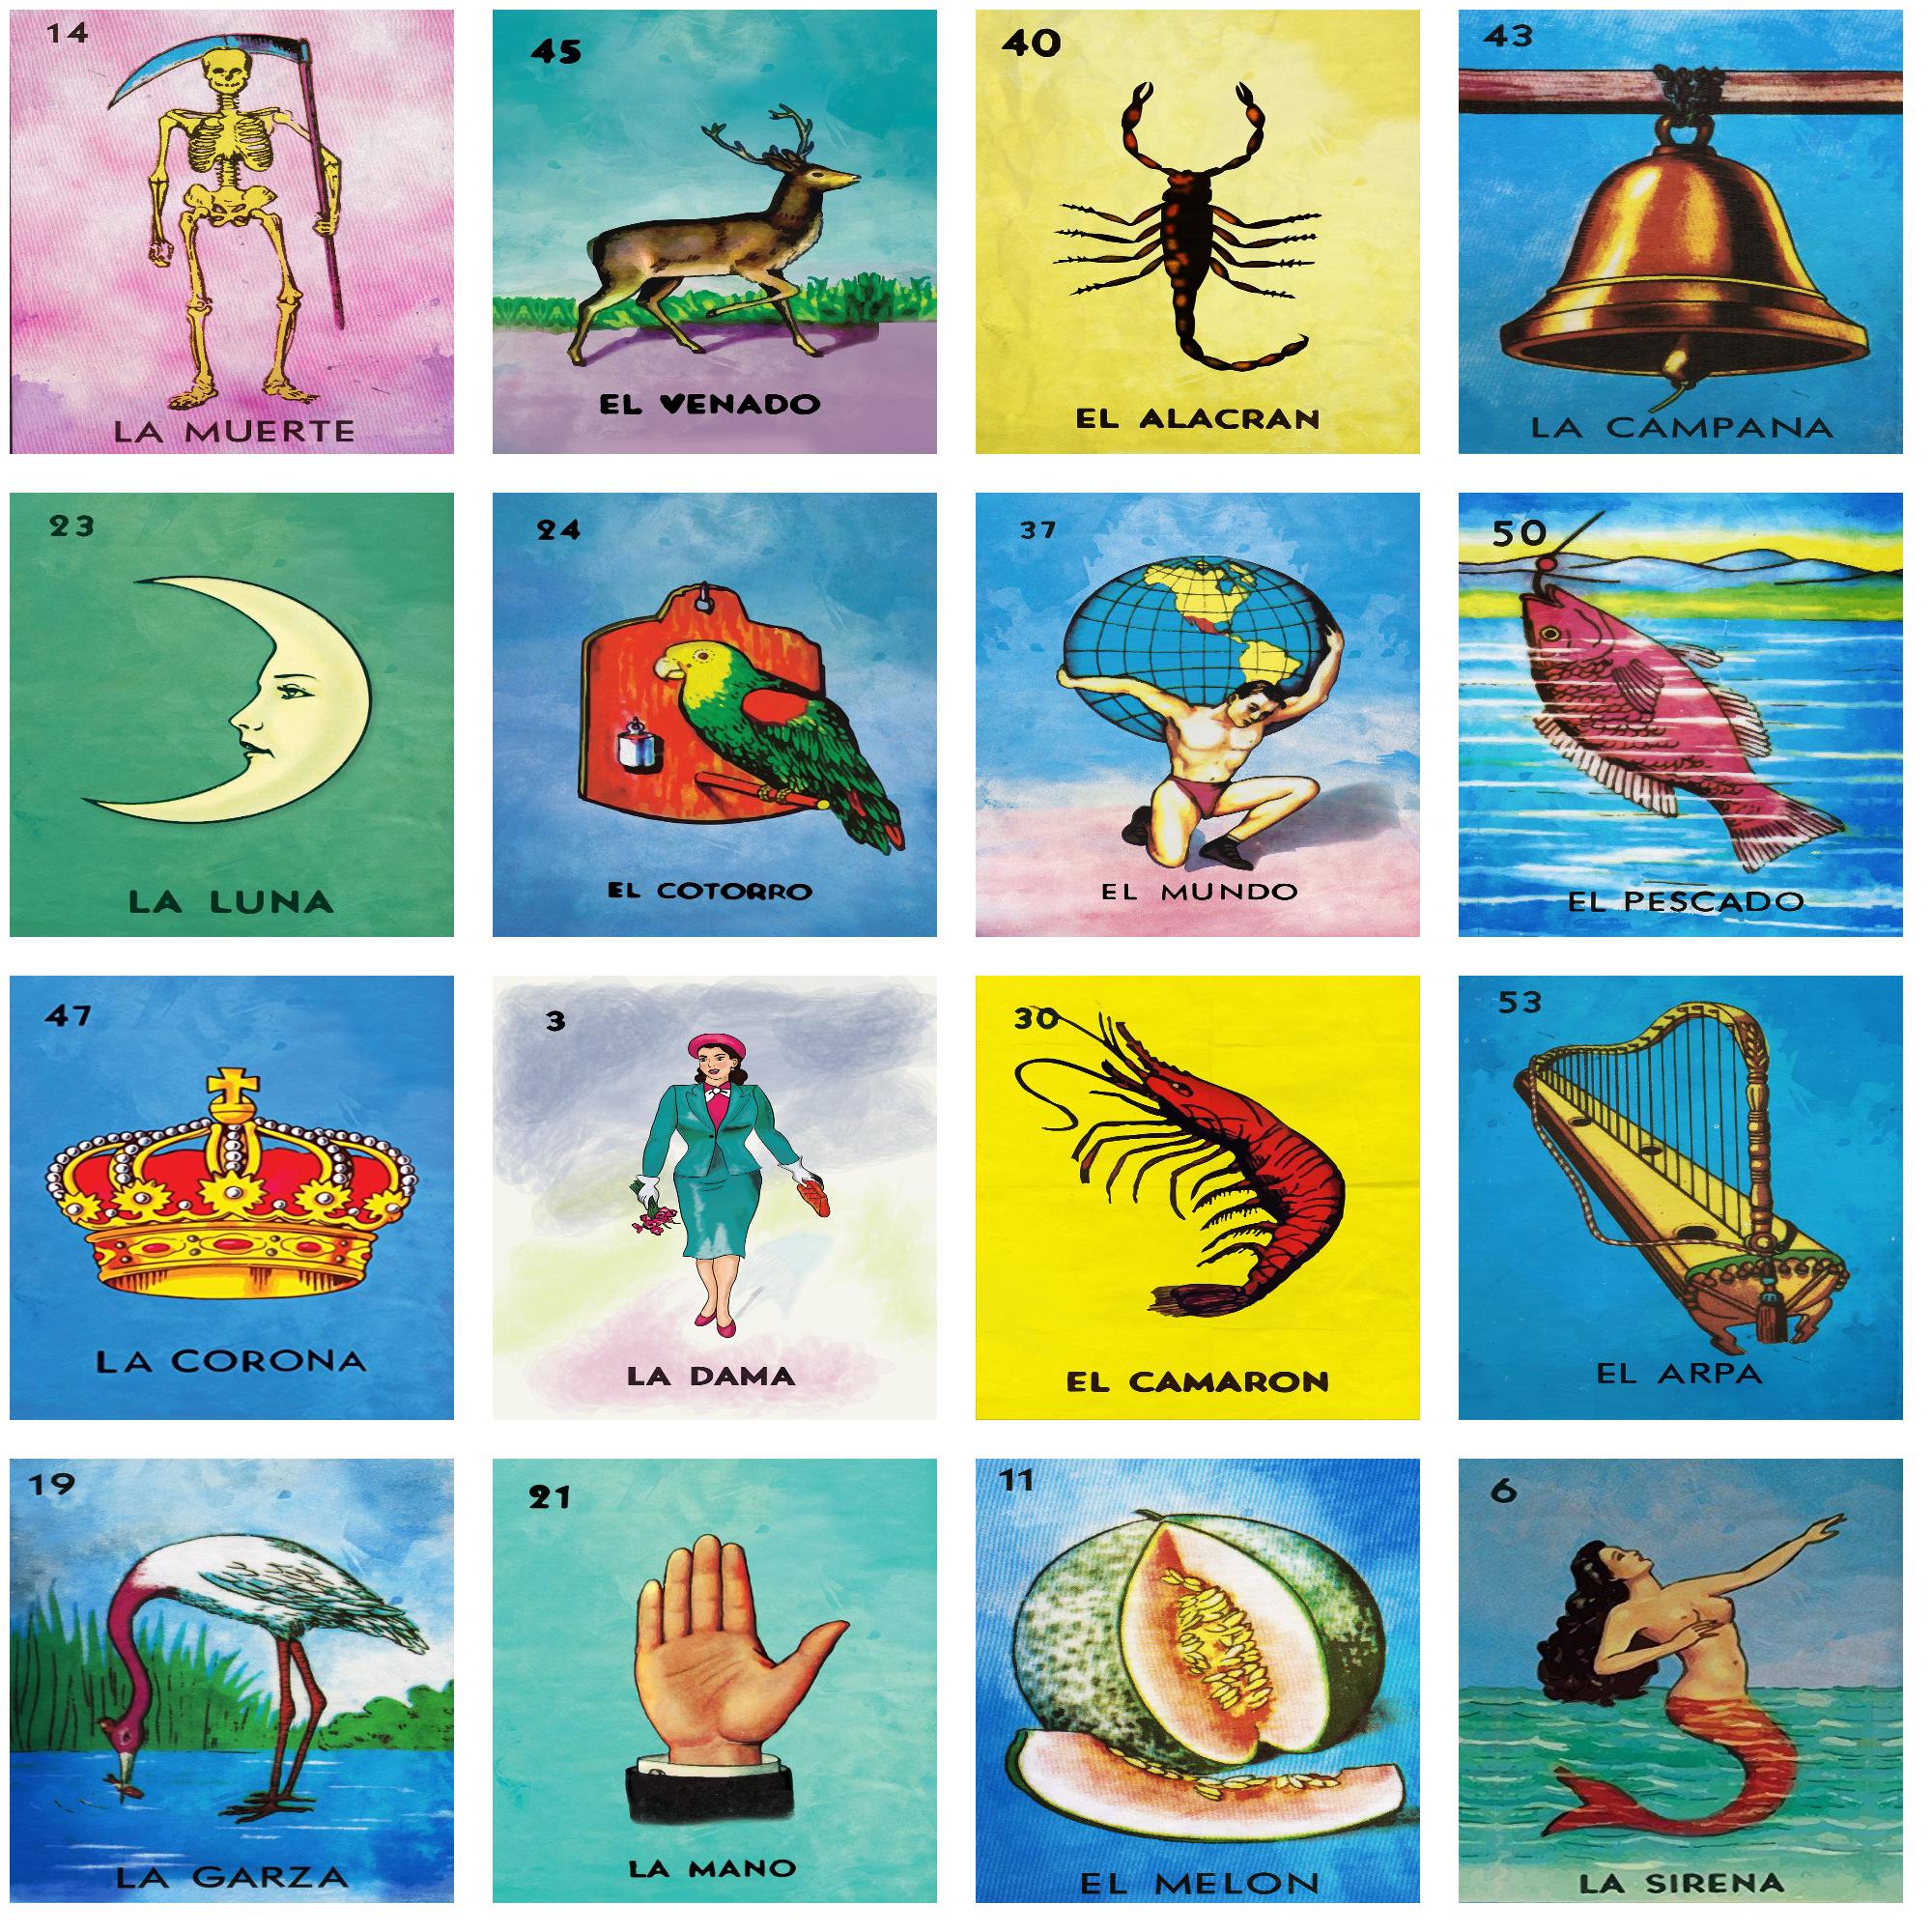 14
LA MUERTE
45
EL VENADO
40
EL ALACRAN
43
LA CAMPANA
23
LA LUNA
24
EL COTORRO
37
EL MUNDO
50
EL PESCADO
47
LA CORONA
3
LA DAMA
30
EL CAMARON
53
EL ARPA
19
LA GARZA
21
LA MANO
11
EL MELON
6
LA SIRENA